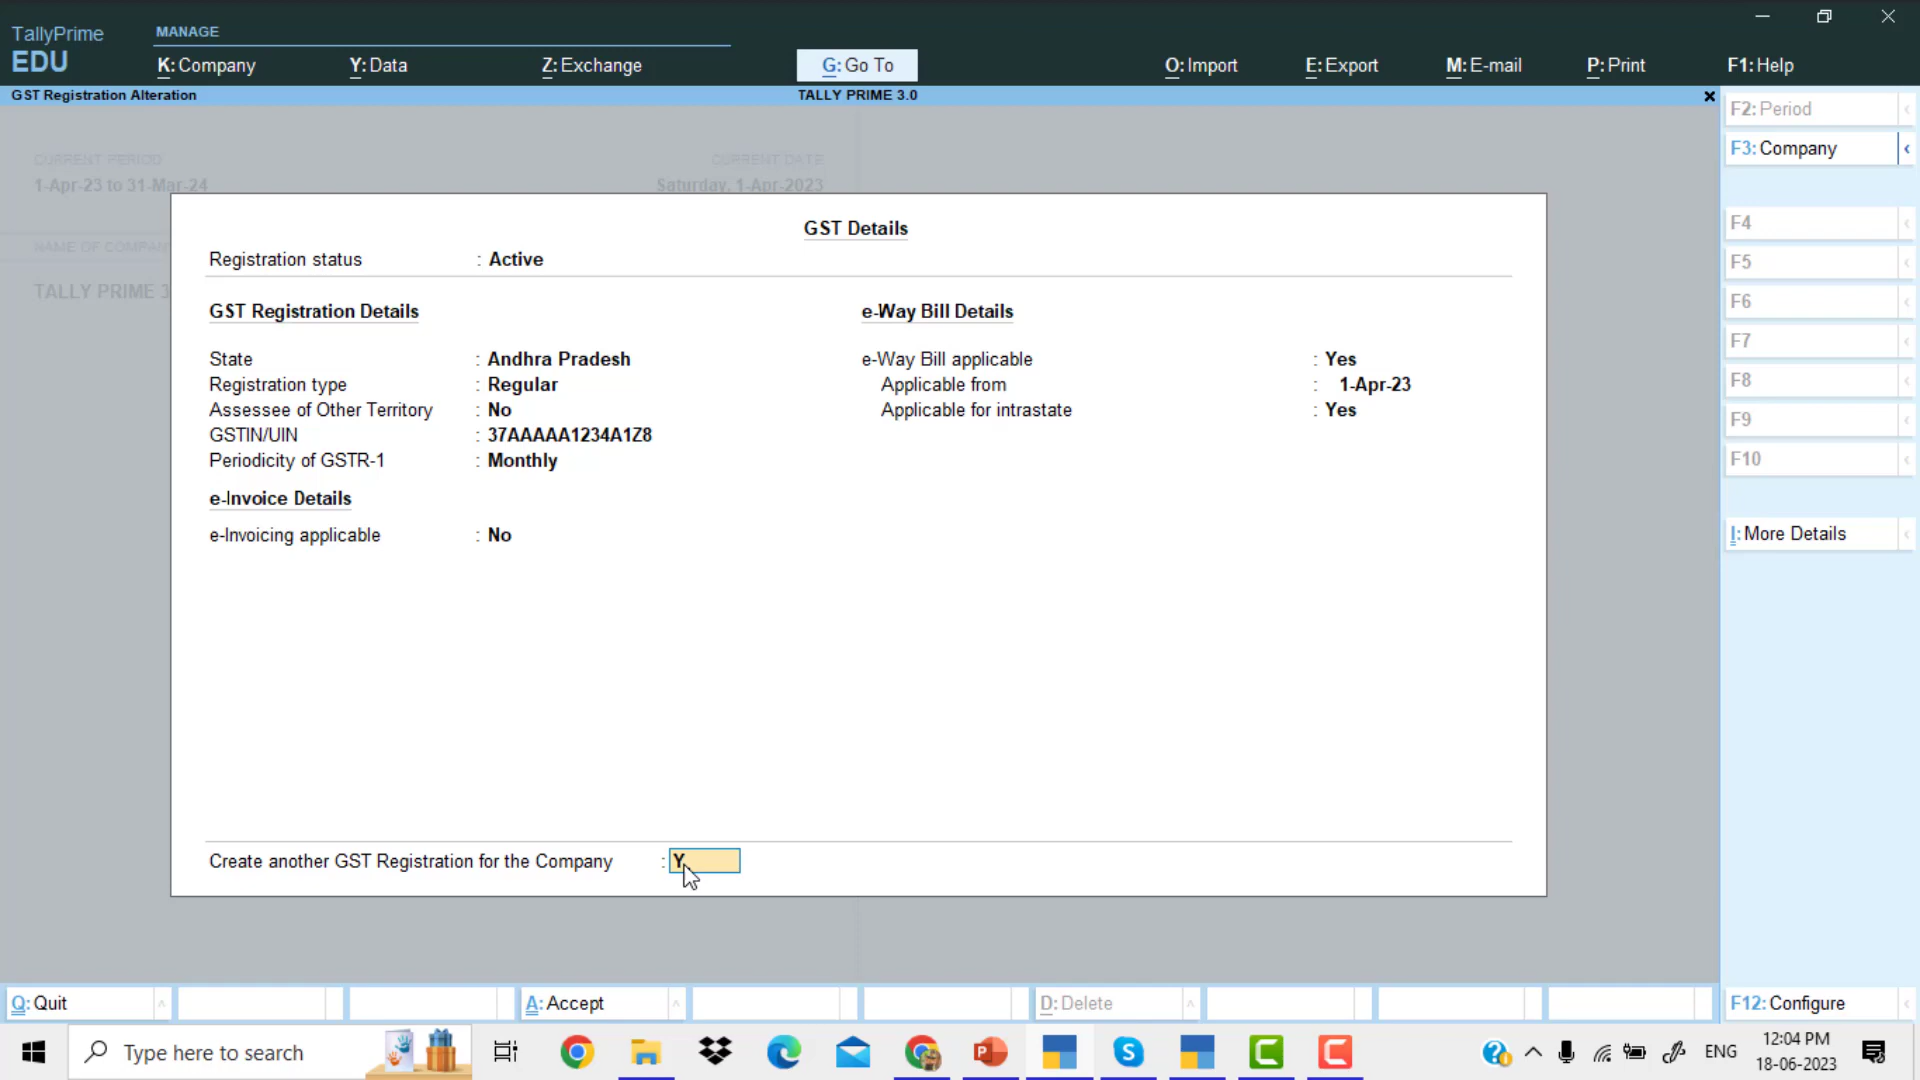 TallyPrime
EDU
MANAGE
K: Company
Y: Data
Z: Exchange
G: Go To
O: Import
E: Export
M: E-mail
P: Print
F1: Help
GST Registration Alteration
TALLY PRIME 3.0
CURRENT PERIOD
1-Apr-23 to 31-Mar-24
CURRENT DATE
Saturday, 1-Apr-2023
NAME OF COMPAN
TALLY PRIME 3
GST Details
Registration status : Active
GST Registration Details
State : Andhra Pradesh
Registration type : Regular
Assessee of Other Territory : No
GSTIN/UIN : 37AAAAA1234A1Z8
Periodicity of GSTR-1 : Monthly
e-Invoice Details
e-Invoicing applicable : No
e-Way Bill Details
e-Way Bill applicable : Yes
Applicable from : 1-Apr-23
Applicable for intrastate : Yes
Create another GST Registration for the Company : Y
F2: Period
F3: Company
F4
F5
F6
F7
F8
F9
F10
I: More Details
F12: Configure
Q: Quit
A: Accept
D: Delete
Type here to search
ENG
12:04 PM
18-06-2023